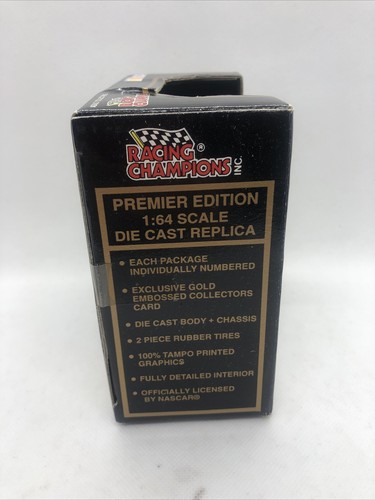 RACING ®
CHAMPIONS INC.
PREMIER EDITION
1:64 SCALE
DIE CAST REPLICA
• EACH PACKAGE
INDIVIDUALLY NUMBERED
• EXCLUSIVE GOLD
EMBOSSED COLLECTORS
CARD
• DIE CAST BODY + CHASSIS
• 2 PIECE RUBBER TIRES
• 100% TAMPO PRINTED
GRAPHICS
• FULLY DETAILED INTERIOR
• OFFICIALLY LICENSED
BY NASCAR®